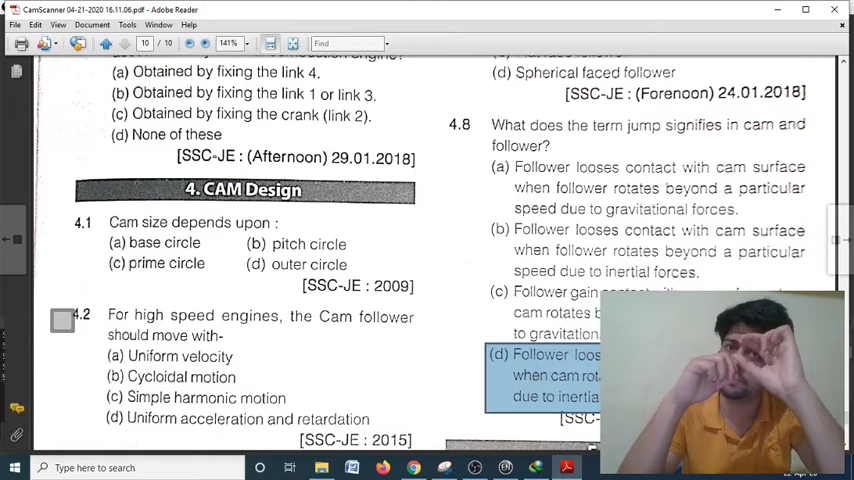 CamScanner 04-21-2020 16.11.06.pdf - Adobe Reader
File Edit View Document Tools Window Help
10 / 10 141% Find
(a) Obtained by fixing the link 4.
(b) Obtained by fixing the link 1 or link 3.
(c) Obtained by fixing the crank (link 2).
(d) None of these
[SSC-JE : (Afternoon) 29.01.2018]
4. CAM Design
4.1 Cam size depends upon :
(a) base circle (b) pitch circle
(c) prime circle (d) outer circle
[SSC-JE : 2009]
4.2 For high speed engines, the Cam follower
should move with-
(a) Uniform velocity
(b) Cycloidal motion
(c) Simple harmonic motion
(d) Uniform acceleration and retardation
[SSC-JE : 2015]
(d) Spherical faced follower
[SSC-JE : (Forenoon) 24.01.2018]
4.8 What does the term jump signifies in cam and
follower?
(a) Follower looses contact with cam surface
when follower rotates beyond a particular
speed due to gravitational forces.
(b) Follower looses contact with cam surface
when follower rotates beyond a particular
speed due to inertial forces.
(c) Follower gain
cam rotates
to gravitation
(d) Follower loos
when cam rot
due to inertia
Type here to search